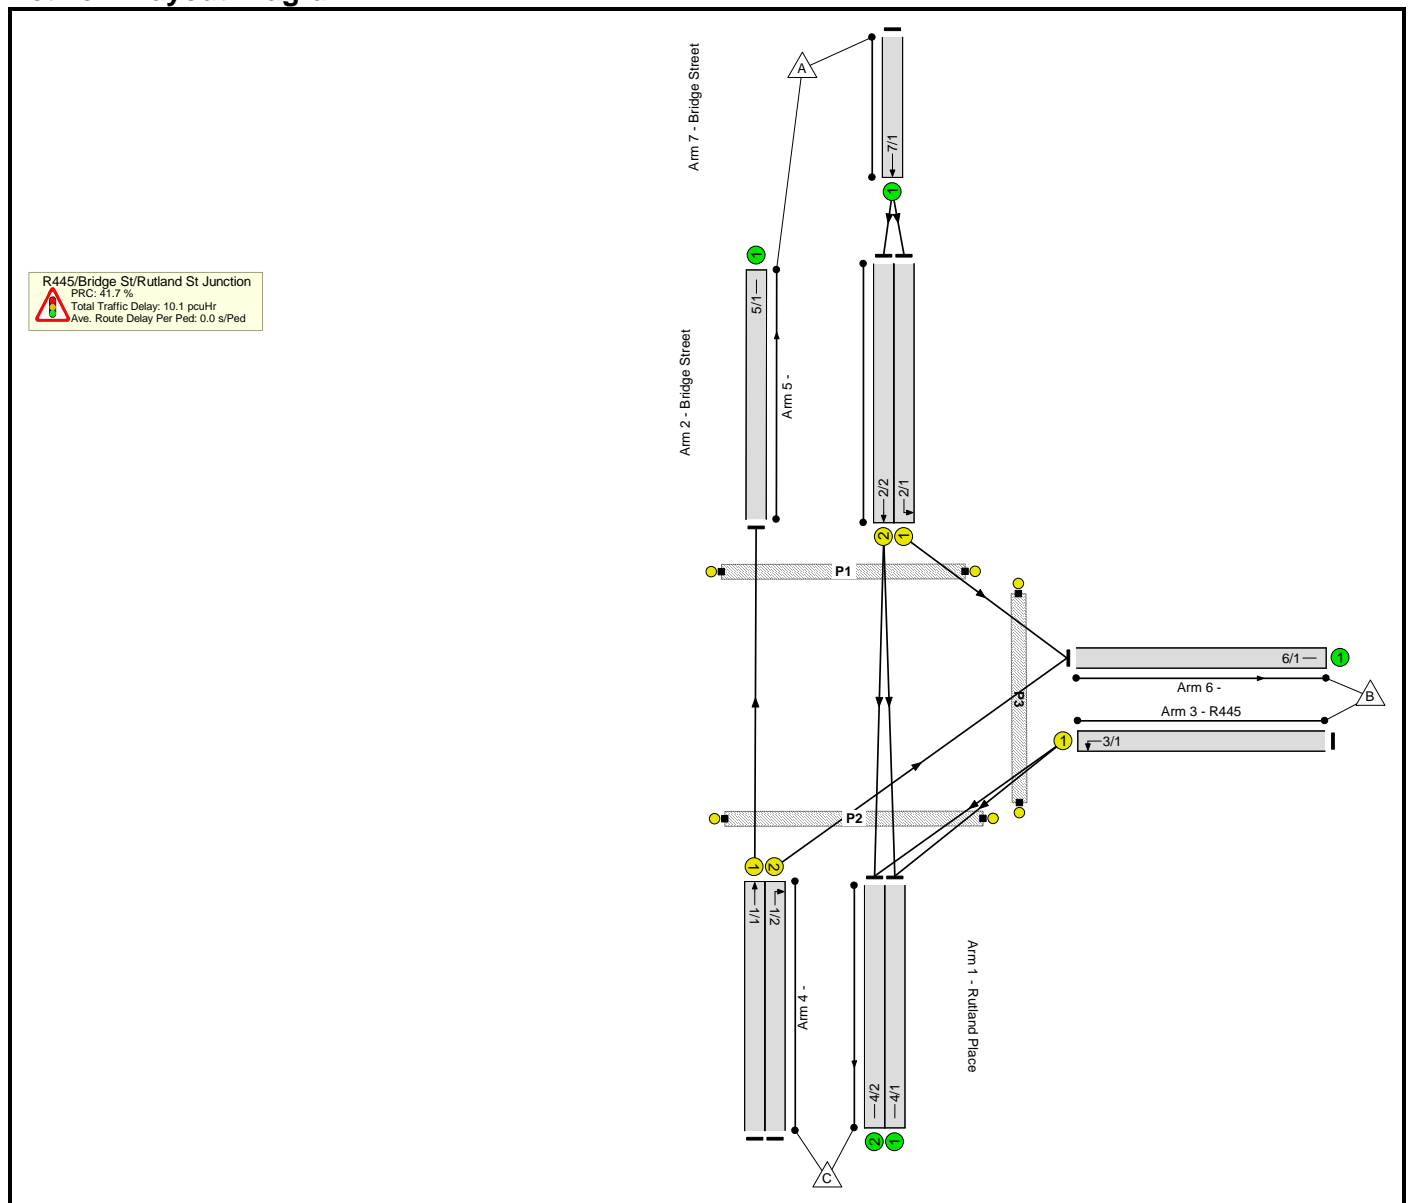 A
Arm 7 - Bridge Street
7/1
1
R445/Bridge St/Rutland St Junction
PRC: 41.7 %
Total Traffic Delay: 10.1 pcuHr
Ave. Route Delay Per Ped: 0.0 s/Ped
1
5/1
Arm 2 - Bridge Street
Arm 5 -
2/2
2/1
2
1
P1
6/1
1
Arm 6 -
P3
B
Arm 3 - R445
1
3/1
P2
1
2
1/1
1/2
Arm 4 -
Arm 1 - Rutland Place
4/2
4/1
2
1
C